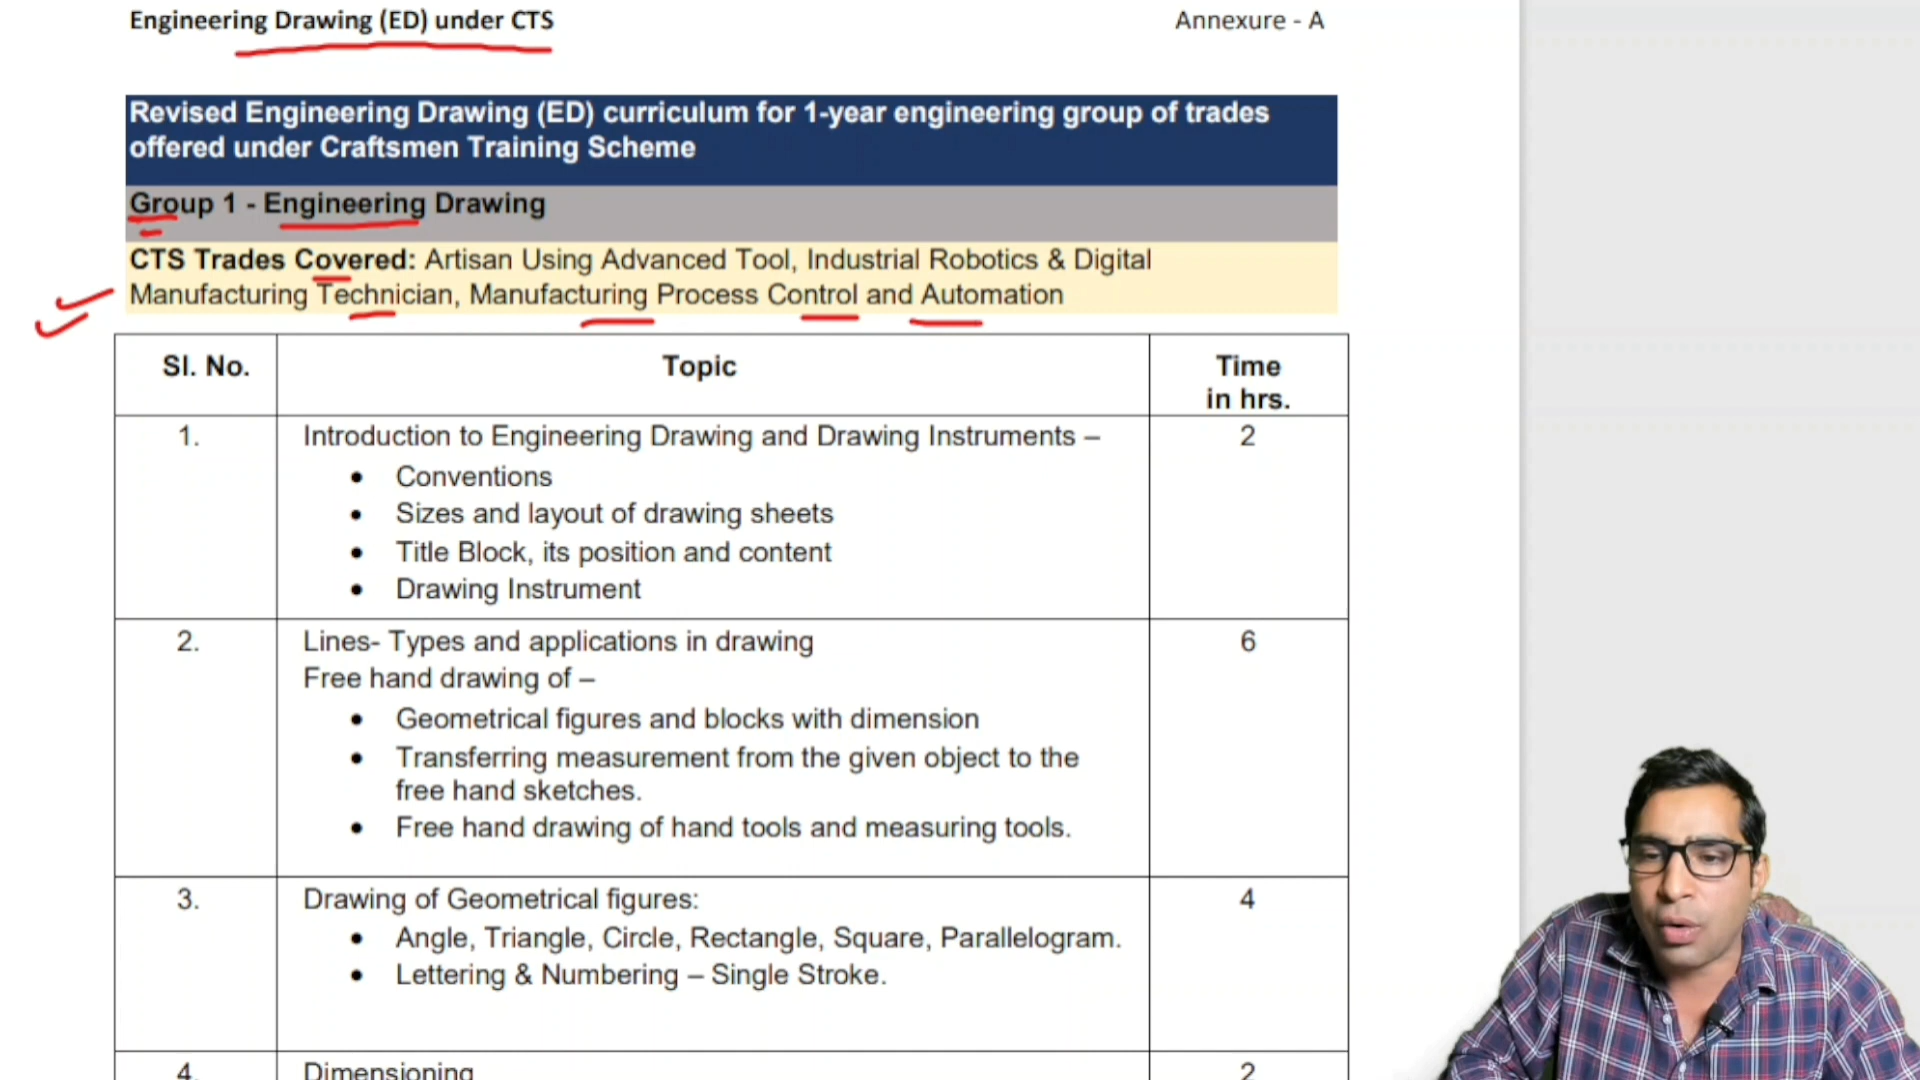 Engineering Drawing (ED) under CTS
Annexure - A
Revised Engineering Drawing (ED) curriculum for 1-year engineering group of trades
offered under Craftsmen Training Scheme
Group 1 - Engineering Drawing
CTS Trades Covered: Artisan Using Advanced Tool, Industrial Robotics & Digital
Manufacturing Technician, Manufacturing Process Control and Automation
Sl. No.
Topic
Time
in hrs.
1.
Introduction to Engineering Drawing and Drawing Instruments –
2
• Conventions
• Sizes and layout of drawing sheets
• Title Block, its position and content
• Drawing Instrument
2.
Lines- Types and applications in drawing
6
Free hand drawing of –
• Geometrical figures and blocks with dimension
• Transferring measurement from the given object to the
free hand sketches.
• Free hand drawing of hand tools and measuring tools.
3.
Drawing of Geometrical figures:
4
• Angle, Triangle, Circle, Rectangle, Square, Parallelogram.
• Lettering & Numbering – Single Stroke.
4.
Dimensioning
2